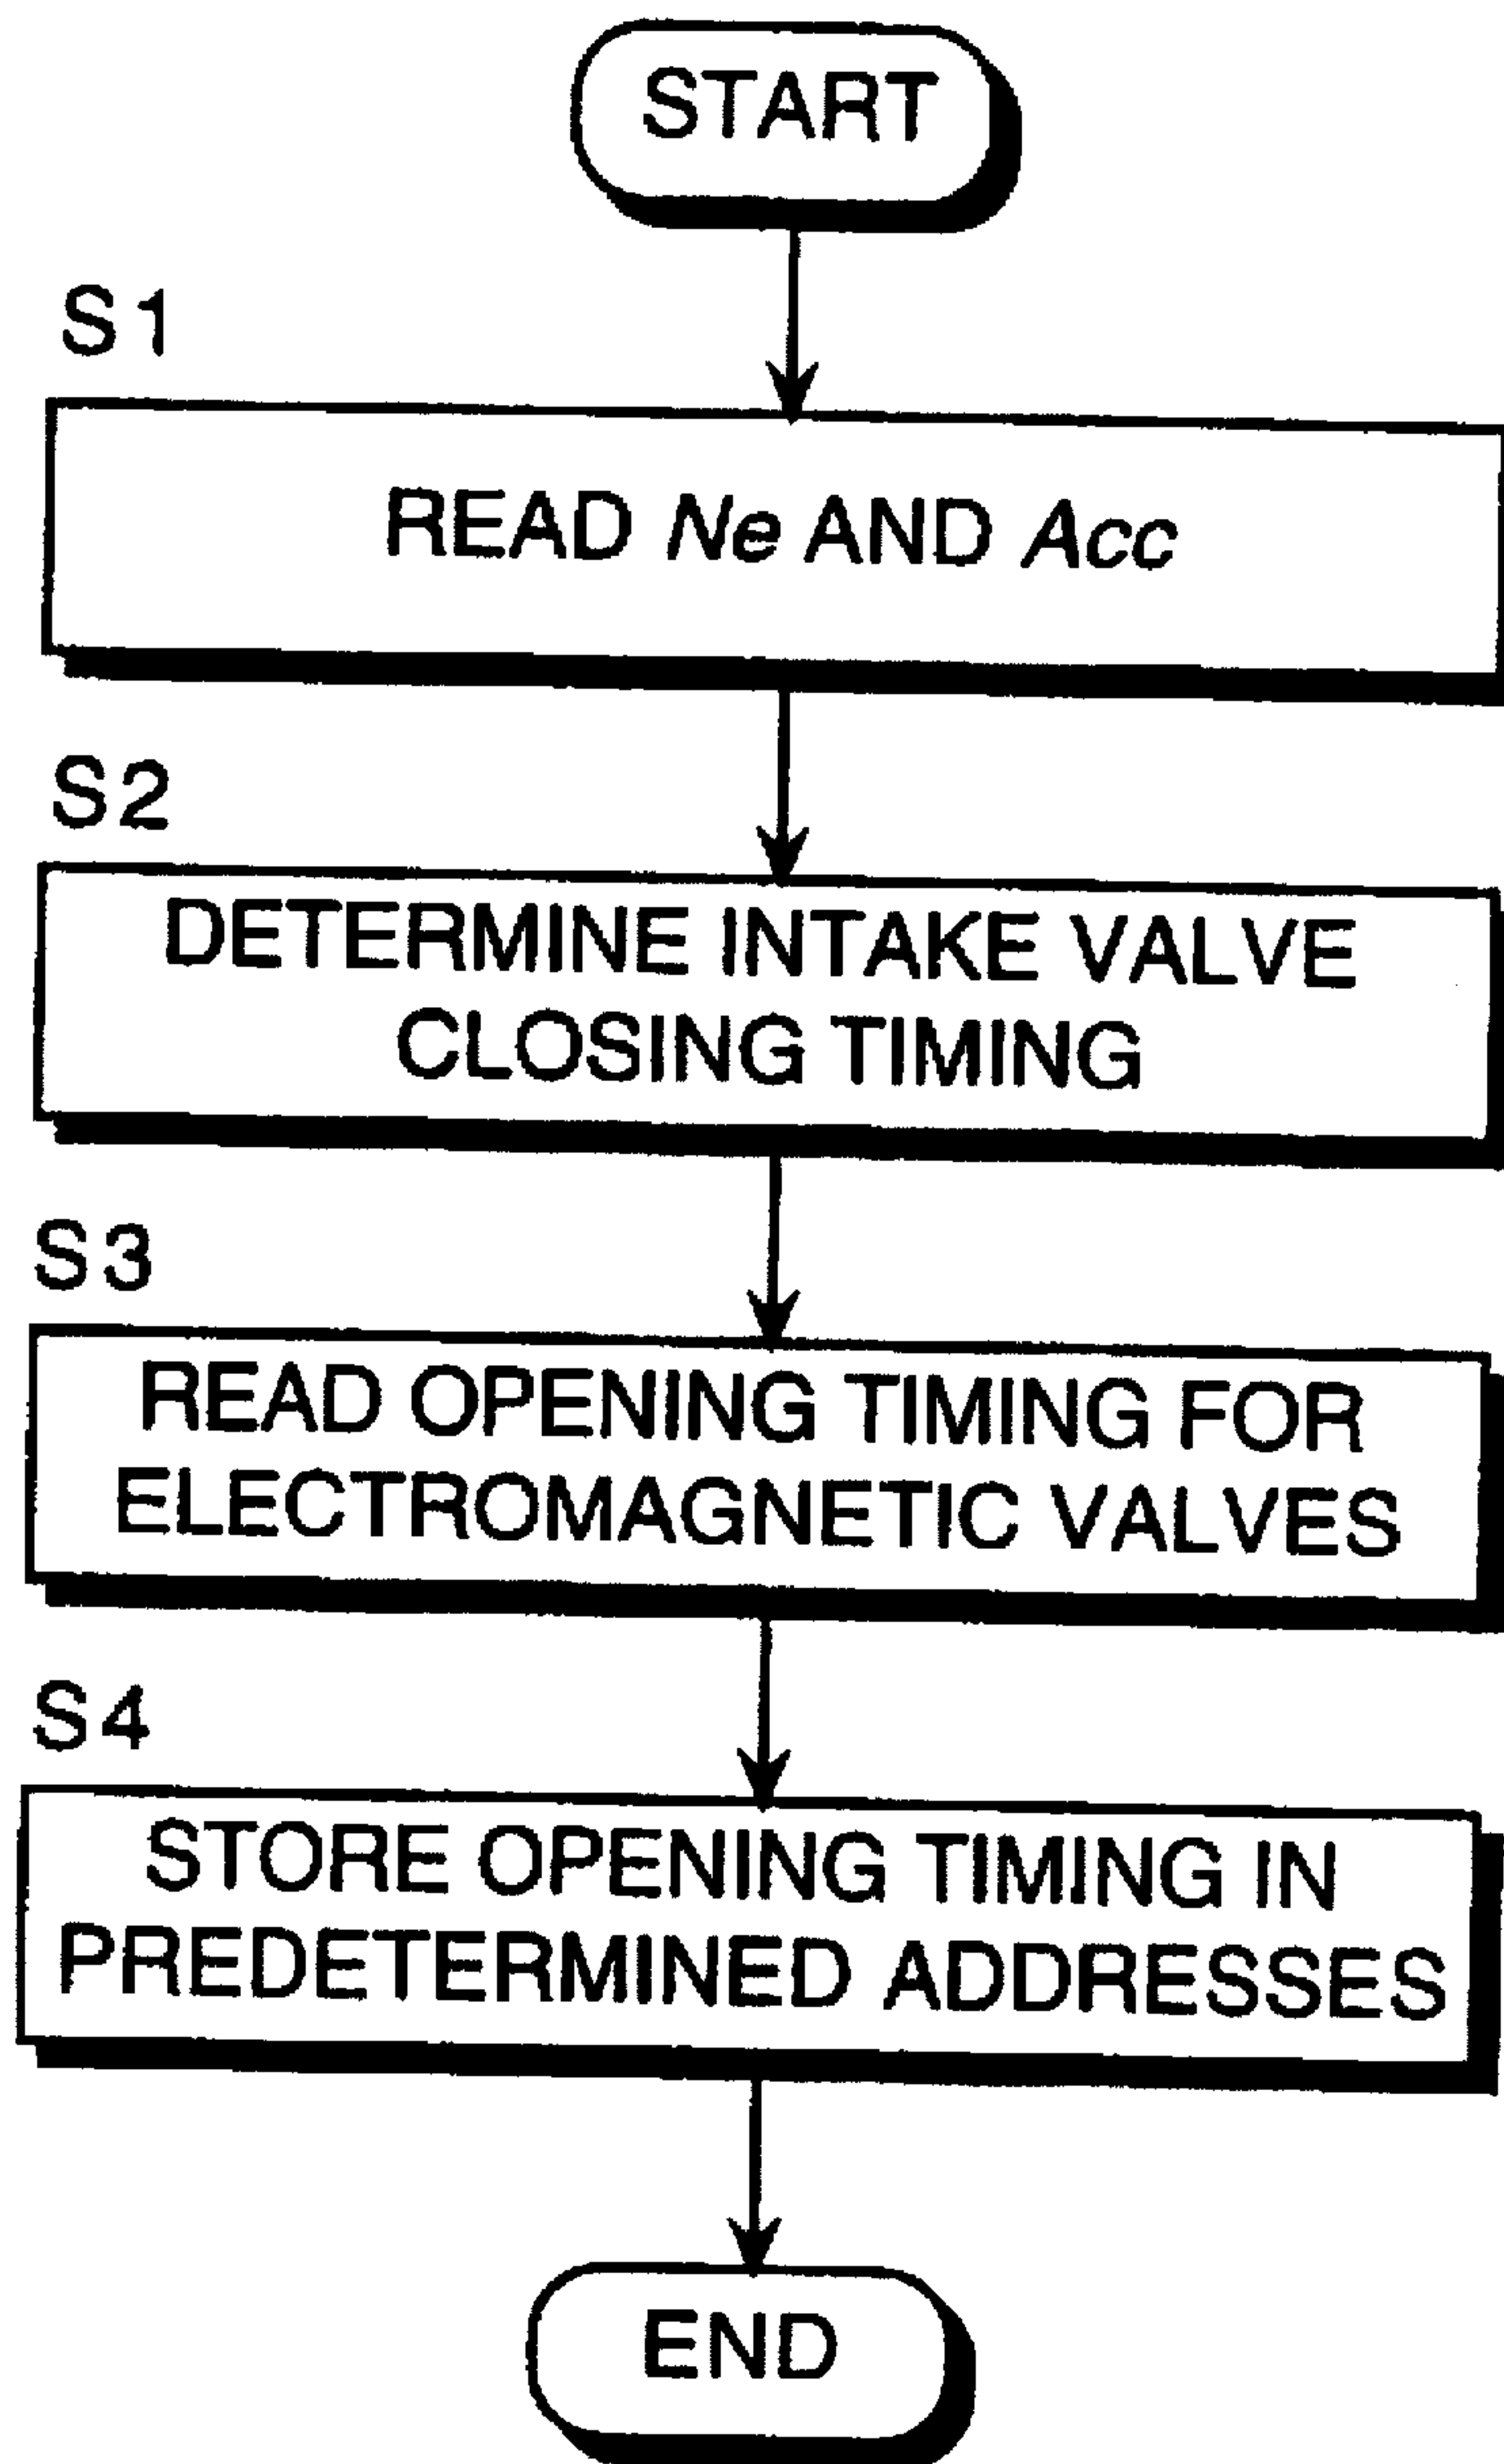 START
S1
READ Ne AND Acc
S2
DETERMINE INTAKE VALVE
CLOSING TIMING
S3
READ OPENING TIMING FOR
ELECTROMAGNETIC VALVES
S4
STORE OPENING TIMING IN
PREDETERMINED ADDRESSES
END